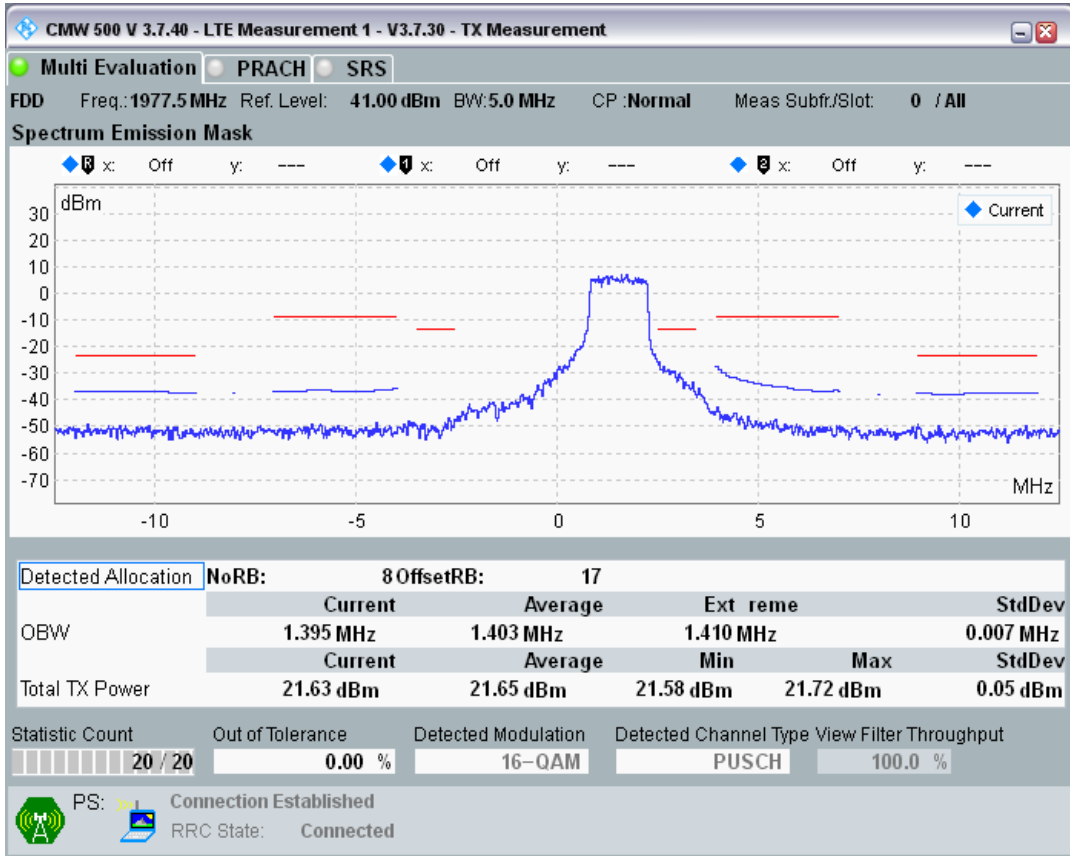 CMW 500 V 3.7.40 - LTE Measurement 1 - V3.7.30 - TX Measurement
Multi Evaluation PRACH SRS
FDD Freq.: 1977.5 MHz Ref. Level: 41.00 dBm BW: 5.0 MHz CP : Normal Meas Subfr./Slot: 0 / All
Spectrum Emission Mask
R x: Off y: --- 1 x: Off y: --- 2 x: Off y: ---
dBm
Current
30
20
10
0
-10
-20
-30
-40
-50
-60
-70
MHz
-10 -5 0 5 10
Detected Allocation NoRB: 8 OffsetRB: 17
Current Average Ext reme StdDev
OBW 1.395 MHz 1.403 MHz 1.410 MHz 0.007 MHz
Current Average Min Max StdDev
Total TX Power 21.63 dBm 21.65 dBm 21.58 dBm 21.72 dBm 0.05 dBm
Statistic Count Out of Tolerance Detected Modulation Detected Channel Type View Filter Throughput
20 / 20 0.00 % 16-QAM PUSCH 100.0 %
PS: Connection Established
RRC State: Connected